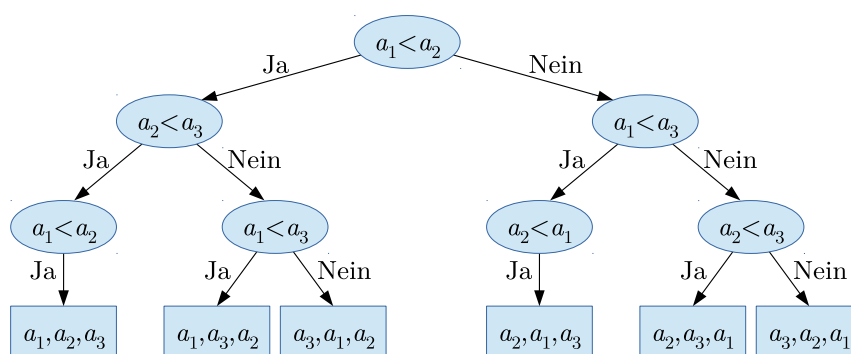 a₁<a₂
Ja Nein
a₂<a₃ a₁<a₃
Ja Nein Ja Nein
a₁<a₂ a₁<a₃ a₂<a₁ a₂<a₃
Ja Ja Nein Ja Ja Nein
a₁,a₂,a₃ a₁,a₃,a₂ a₃,a₁,a₂ a₂,a₁,a₃ a₂,a₃,a₁ a₃,a₂,a₁